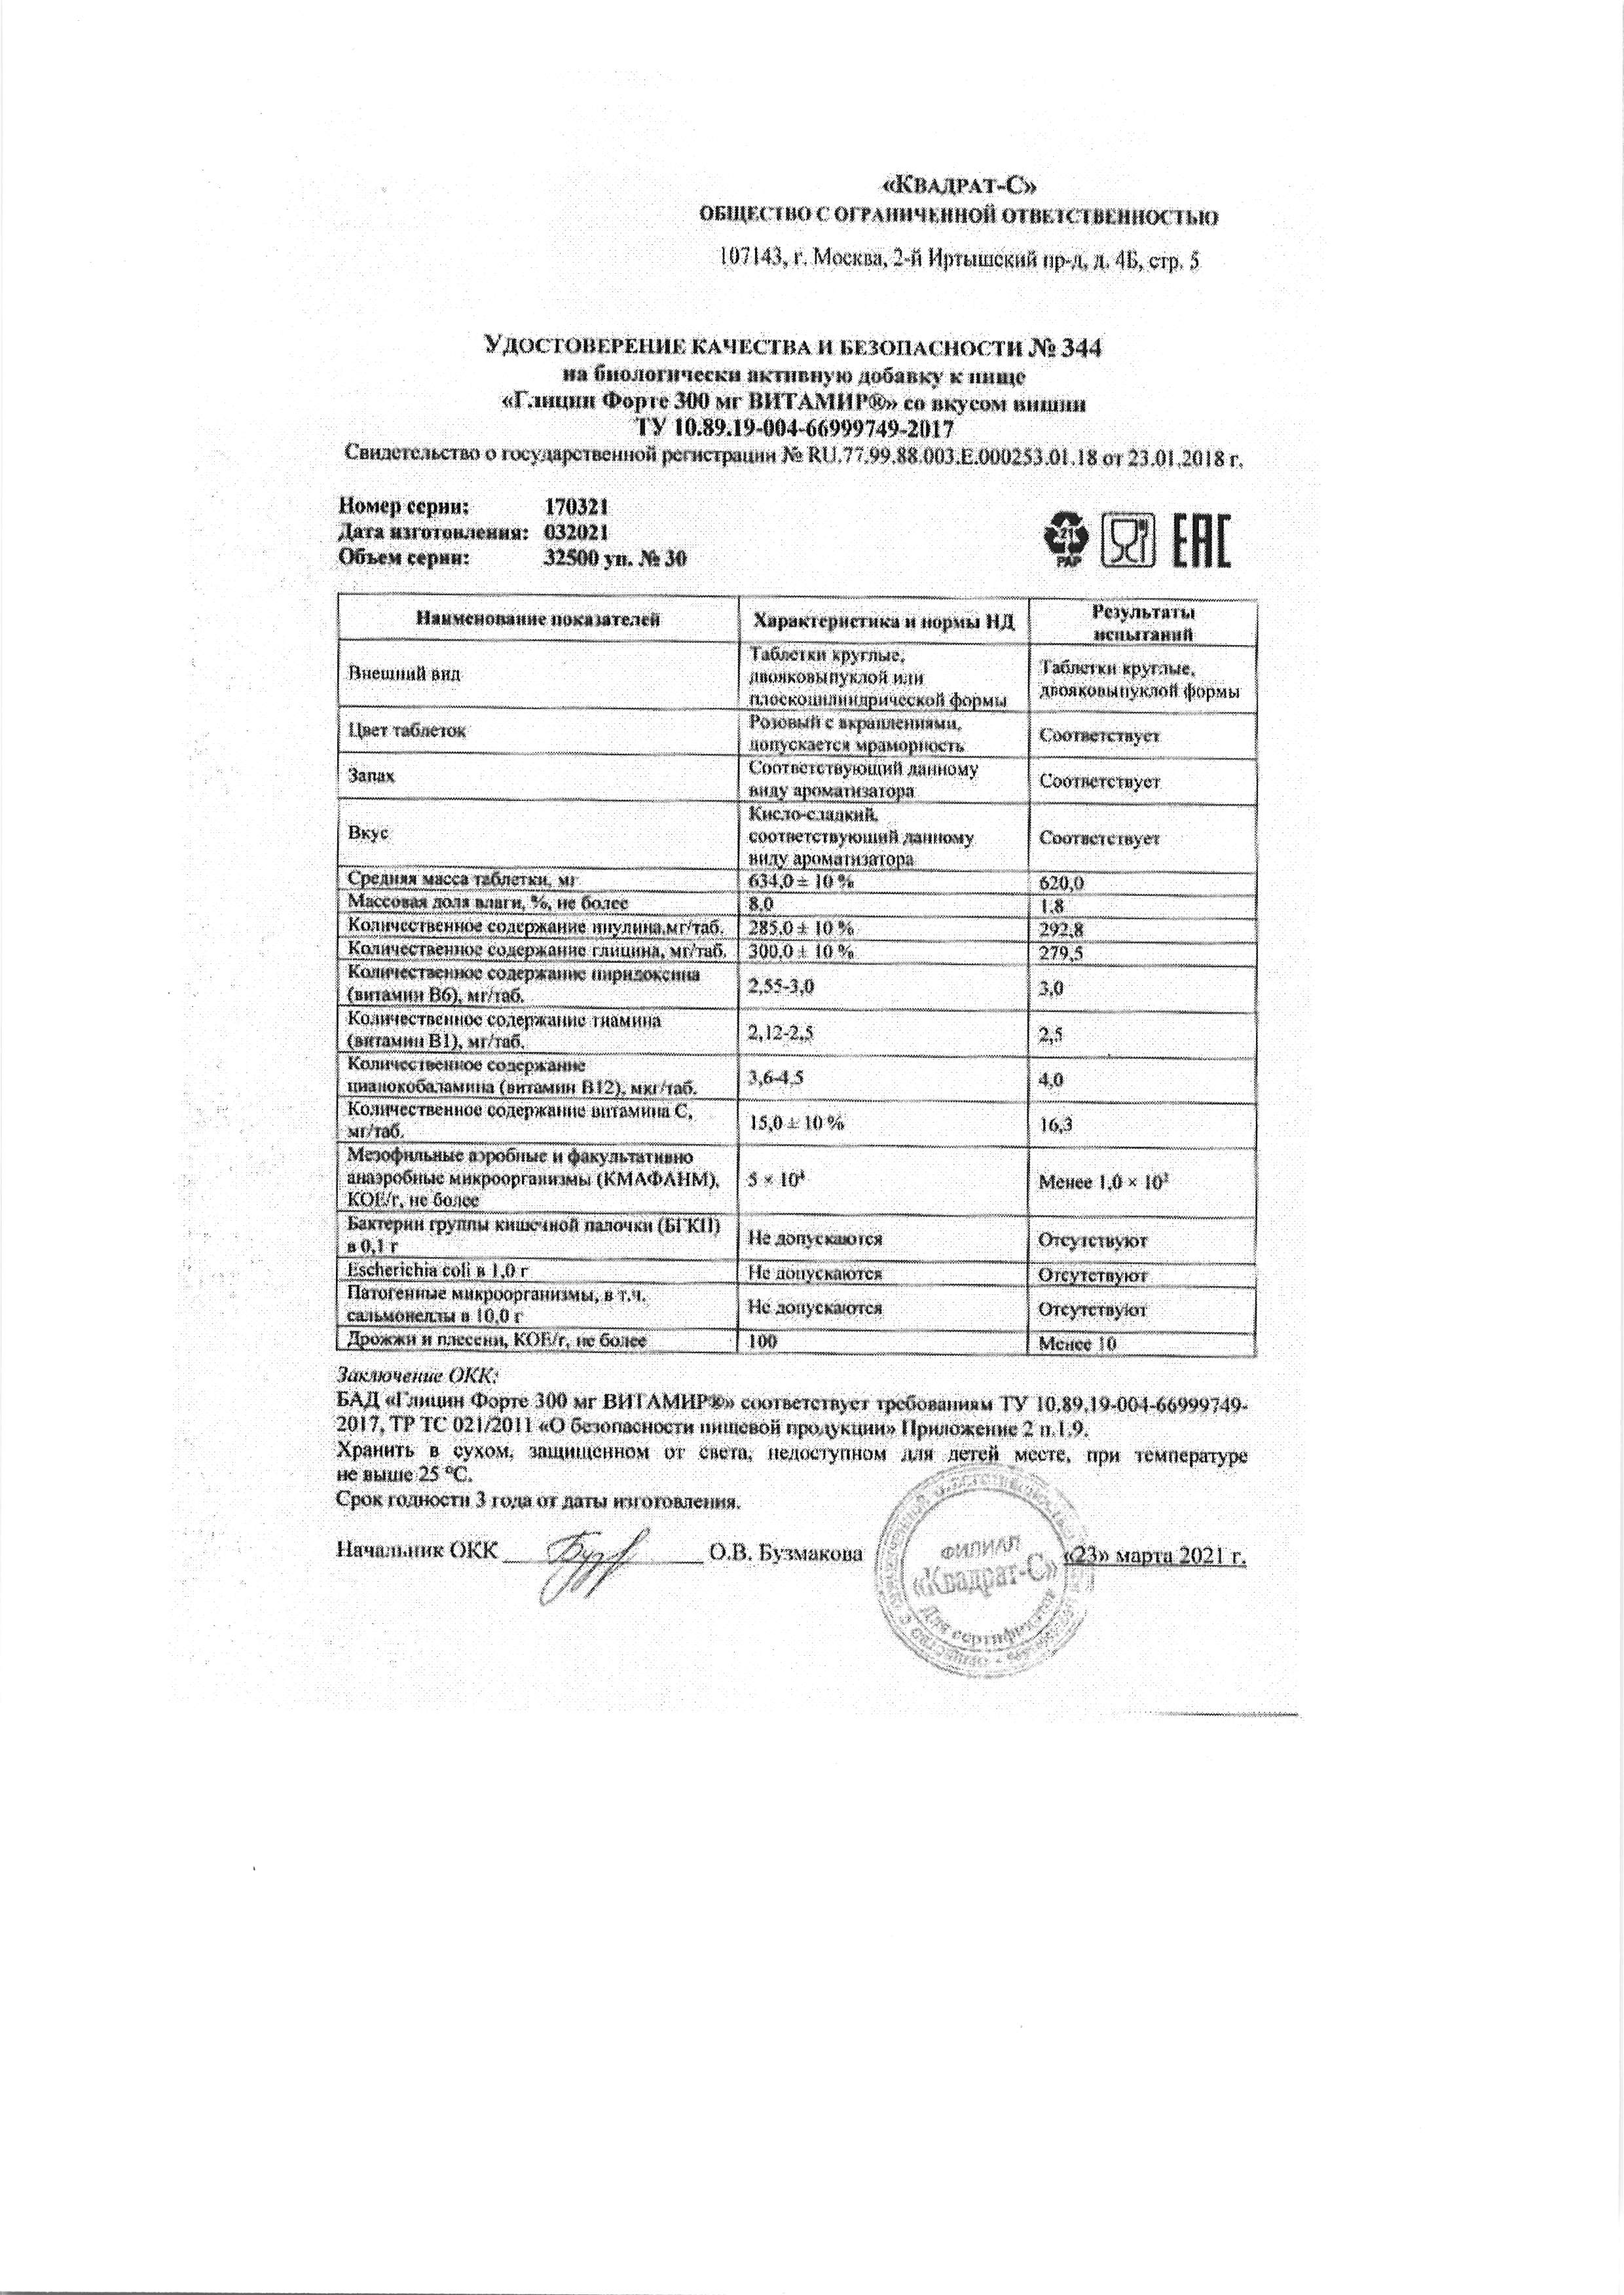 «КВАДРАТ-С»
ОБЩЕСТВО С ОГРАНИЧЕННОЙ ОТВЕТСТВЕННОСТЬЮ
107143, г. Москва, 2-й Иртышский пр-д, д. 4Б, стр. 5
УДОСТОВЕРЕНИЕ КАЧЕСТВА И БЕЗОПАСНОСТИ № 344
на биологически активную добавку к пище
«Глицин Форте 300 мг ВИТАМИР®» со вкусом вишни
ТУ 10.89.19-004-66999749-2017
Свидетельство о государственной регистрации № RU.77.99.88.003.Е.000253.01.18 от 23.01.2018 г.
Номер серии: 170321
Дата изготовления: 032021
Объем серии: 32500 уп. № 30
21
PAP
EAC
Наименование показателей
Характеристика и нормы НД
Результаты
испытаний
Внешний вид
Таблетки круглые,
двояковыпуклой или
плоскоцилиндрической формы
Таблетки круглые,
двояковыпуклой формы
Цвет таблеток
Розовый с вкраплениями,
допускается мраморность
Соответствует
Запах
Соответствующий данному
виду ароматизатора
Соответствует
Вкус
Кисло-сладкий,
соответствующий данному
виду ароматизатора
Соответствует
Средняя масса таблетки, мг
634,0 ± 10 %
620,0
Массовая доля влаги, %, не более
8,0
1,8
Количественное содержание инулина,мг/таб.
285,0 ± 10 %
292,8
Количественное содержание глицина, мг/таб.
300,0 ± 10 %
279,5
Количественное содержание пиридоксина
(витамин В6), мг/таб.
2,55-3,0
3,0
Количественное содержание тиамина
(витамин В1), мг/таб.
2,12-2,5
2,5
Количественное содержание
цианокобаламина (витамин В12), мкг/таб.
3,6-4,5
4,0
Количественное содержание витамина С,
мг/таб.
15,0 ± 10 %
16,3
Мезофильные аэробные и факультативно
анаэробные микроорганизмы (КМАФАНМ),
КОЕ/г, не более
5 × 10⁴
Менее 1,0 × 10²
Бактерии группы кишечной палочки (БГКП)
в 0,1 г
Не допускаются
Отсутствуют
Escherichia coli в 1,0 г
Не допускаются
Отсутствуют
Патогенные микроорганизмы, в т.ч.
сальмонеллы в 10,0 г
Не допускаются
Отсутствуют
Дрожжи и плесени, КОЕ/г, не более
100
Менее 10
Заключение ОКК:
БАД «Глицин Форте 300 мг ВИТАМИР®» соответствует требованиям ТУ 10.89.19-004-66999749-
2017, ТР ТС 021/2011 «О безопасности пищевой продукции» Приложение 2 п.1.9.
Хранить в сухом, защищенном от света, недоступном для детей месте, при температуре
не выше 25 °С.
Срок годности 3 года от даты изготовления.
Начальник ОКК О.В. Бузмакова «23» марта 2021 г.
ФИЛИАЛ
«Квадрат-С»
Для сертификатов